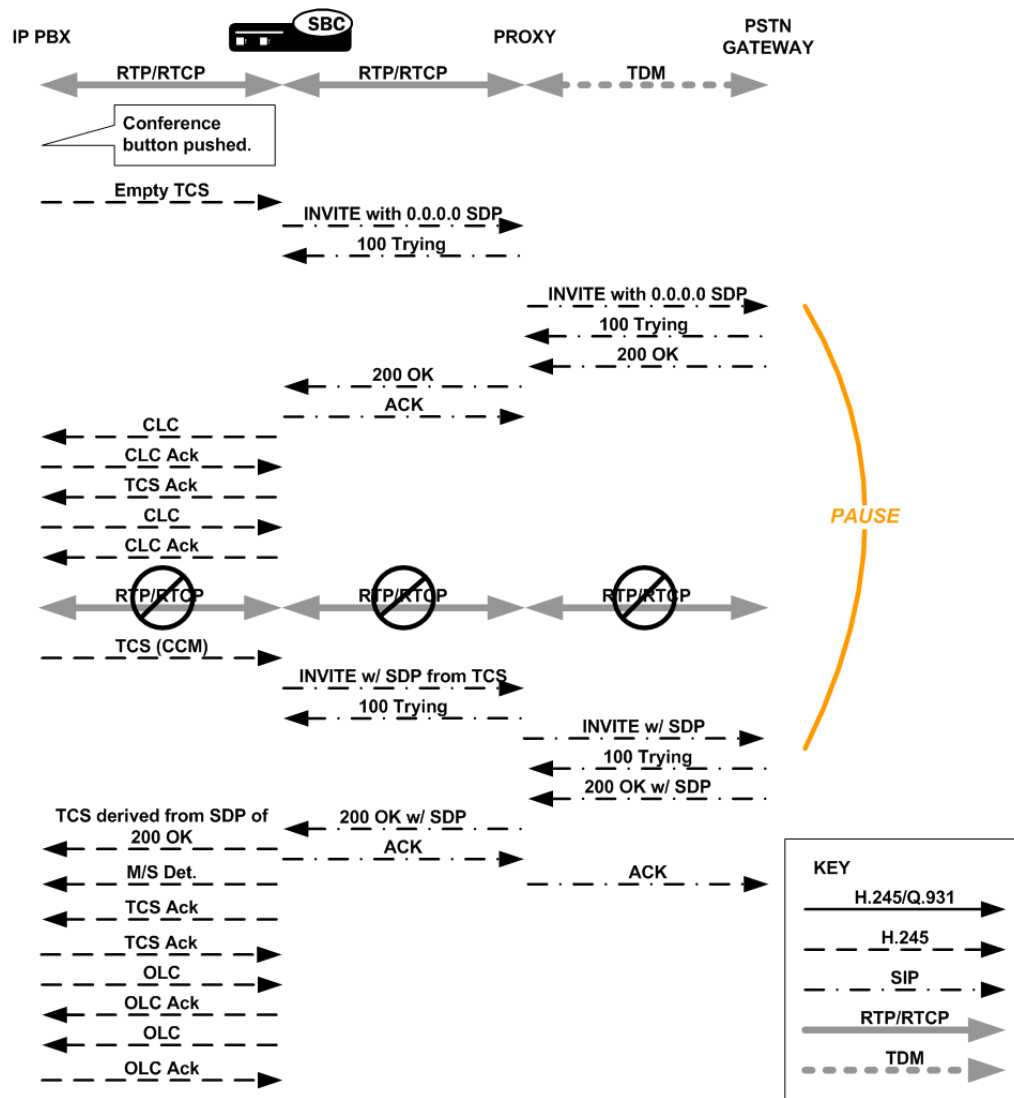 SBC
IP PBX
PROXY
PSTN
GATEWAY
RTP/RTCP
RTP/RTCP
TDM
Conference
button pushed.
Empty TCS
INVITE with 0.0.0.0 SDP
100 Trying
INVITE with 0.0.0.0 SDP
100 Trying
200 OK
200 OK
ACK
CLC
CLC Ack
TCS Ack
CLC
CLC Ack
PAUSE
RTP/RTCP
RTP/RTCP
RTP/RTCP
TCS (CCM)
INVITE w/ SDP from TCS
100 Trying
INVITE w/ SDP
100 Trying
200 OK w/ SDP
TCS derived from SDP of
200 OK
200 OK w/ SDP
ACK
M/S Det.
ACK
TCS Ack
TCS Ack
OLC
OLC Ack
OLC
OLC Ack
KEY
H.245/Q.931
H.245
SIP
RTP/RTCP
TDM